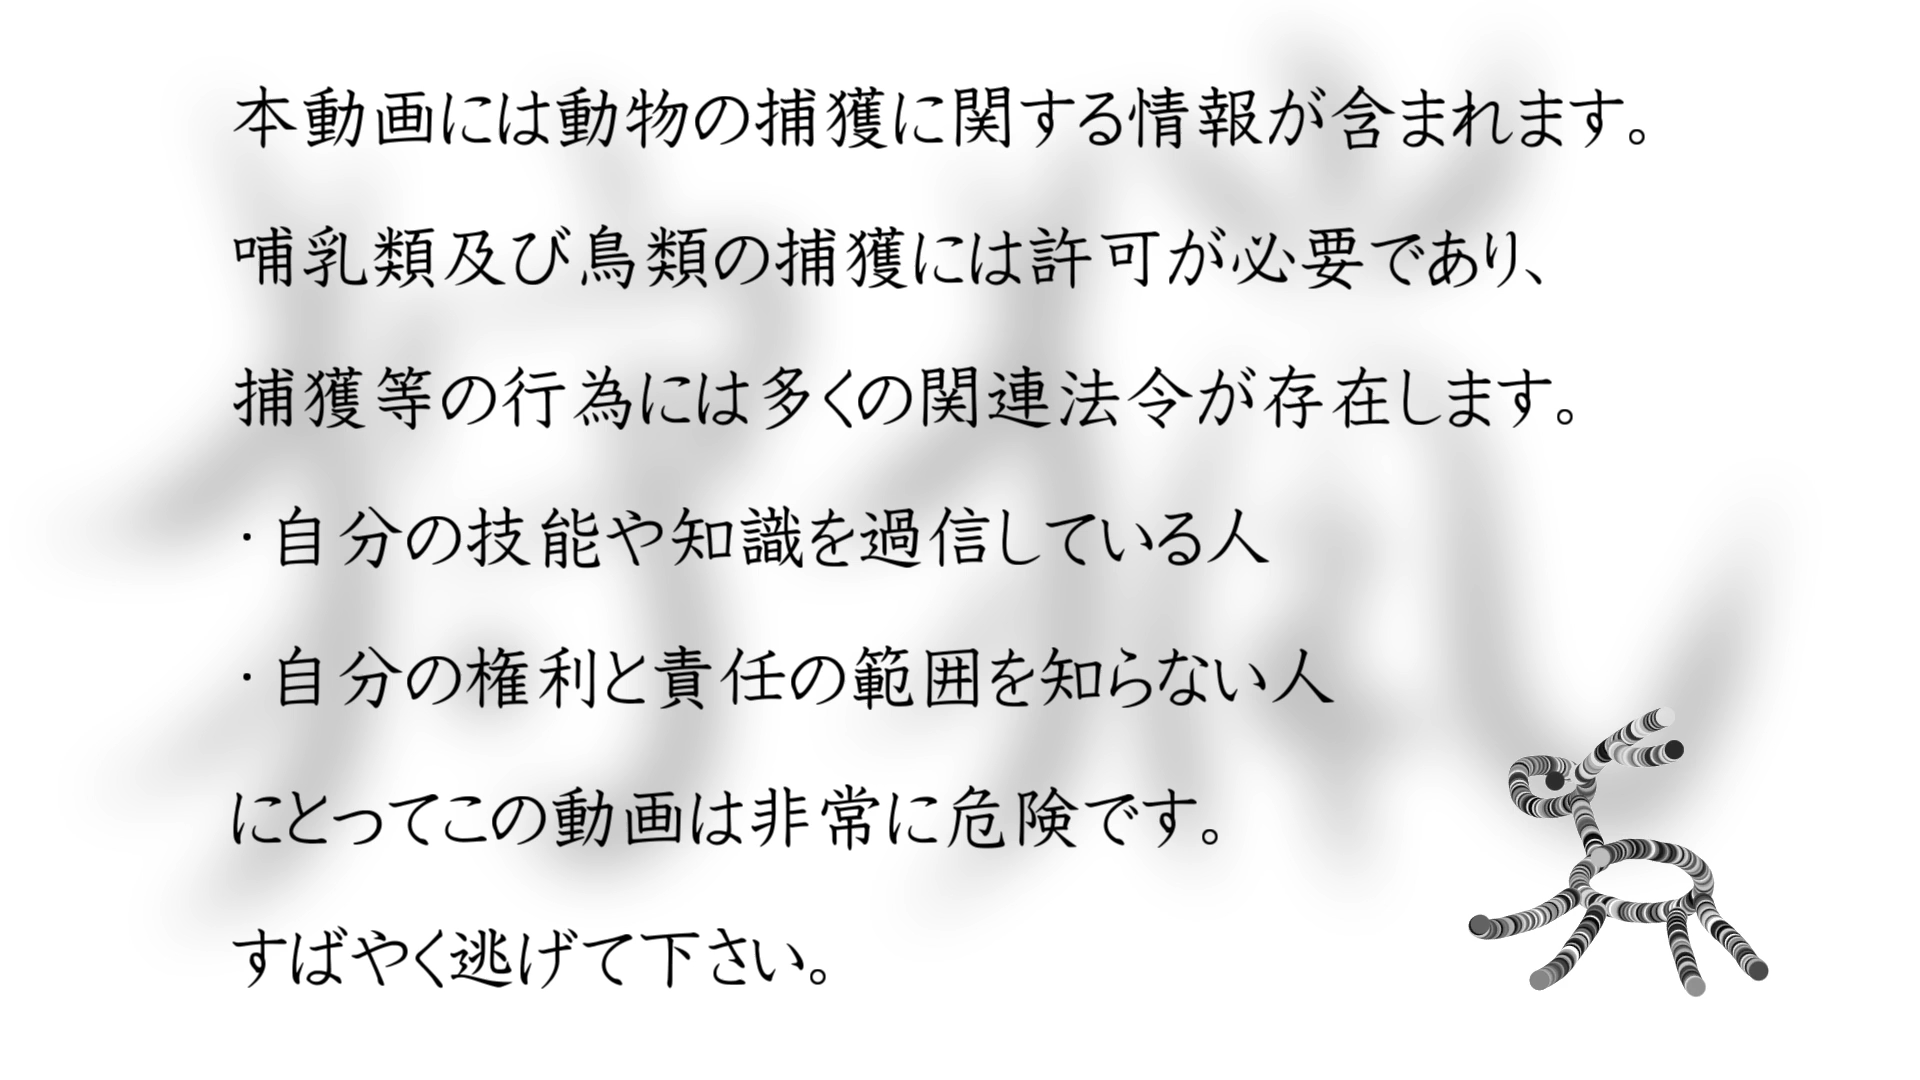 本動画には動物の捕獲に関する情報が含まれます。
哺乳類及び鳥類の捕獲には許可が必要であり、
捕獲等の行為には多くの関連法令が存在します。
・自分の技能や知識を過信している人
・自分の権利と責任の範囲を知らない人
にとってこの動画は非常に危険です。
すばやく逃げて下さい。